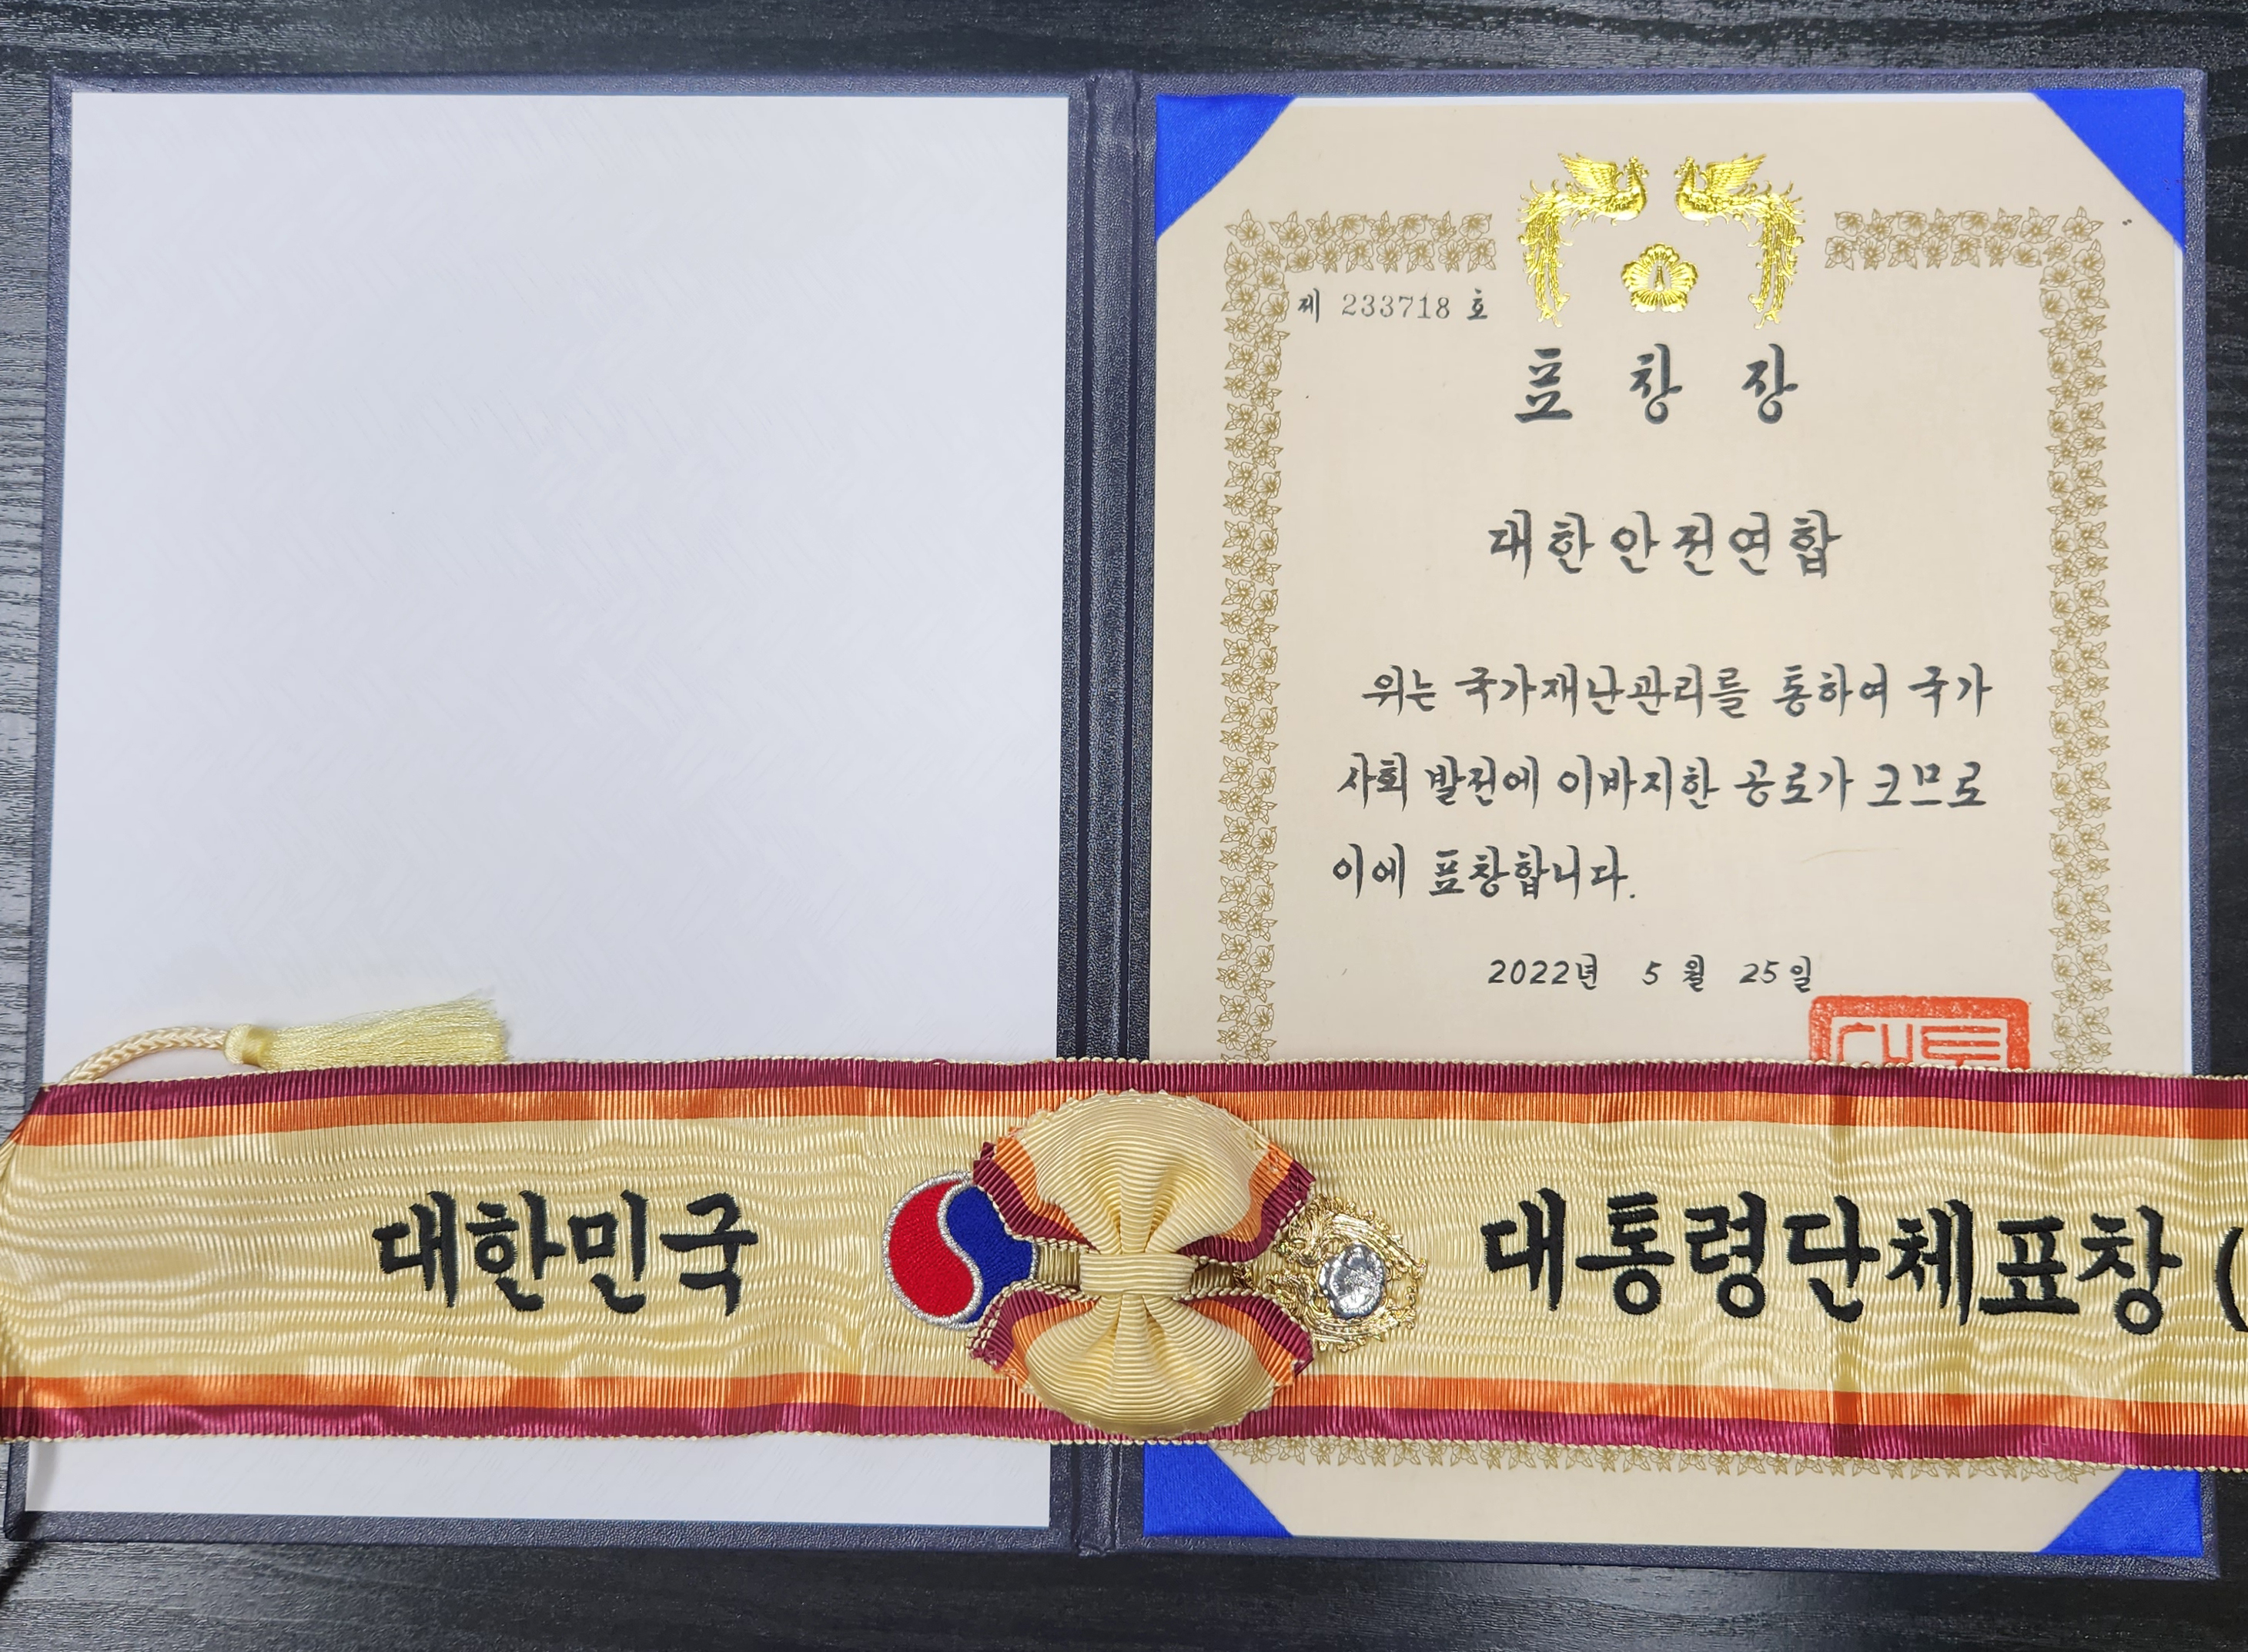 제 233718 호
표 창 장
대한안전연합
위는 국가재난관리를 통하여 국가
사회 발전에 이바지한 공로가 크므로
이에 표창합니다.
2022년 5 월 25일
대한민국 대통령단체표창 (